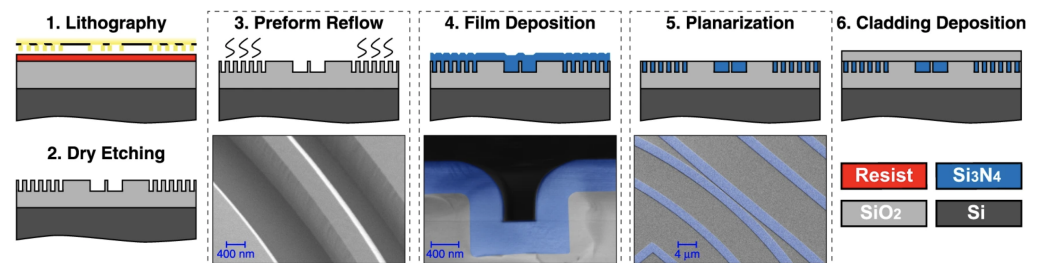 1. Lithography
3. Preform Reflow
4. Film Deposition
5. Planarization
6. Cladding Deposition
2. Dry Etching
400 nm
400 nm
4 μm
Resist
Si3N4
SiO2
Si